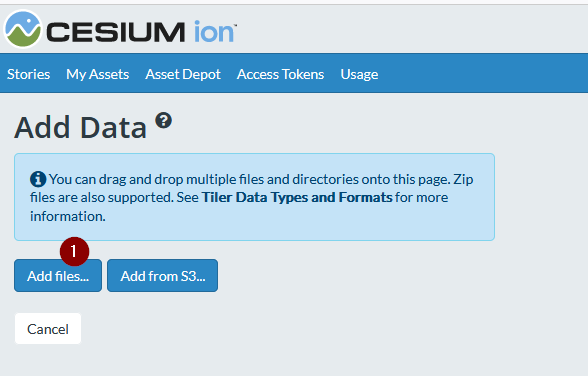 CESIUM ion™
Stories My Assets Asset Depot Access Tokens Usage
Add Data ?
i You can drag and drop multiple files and directories onto this page. Zip
files are also supported. See Tiler Data Types and Formats for more
information.
1
Add files... Add from S3...
Cancel